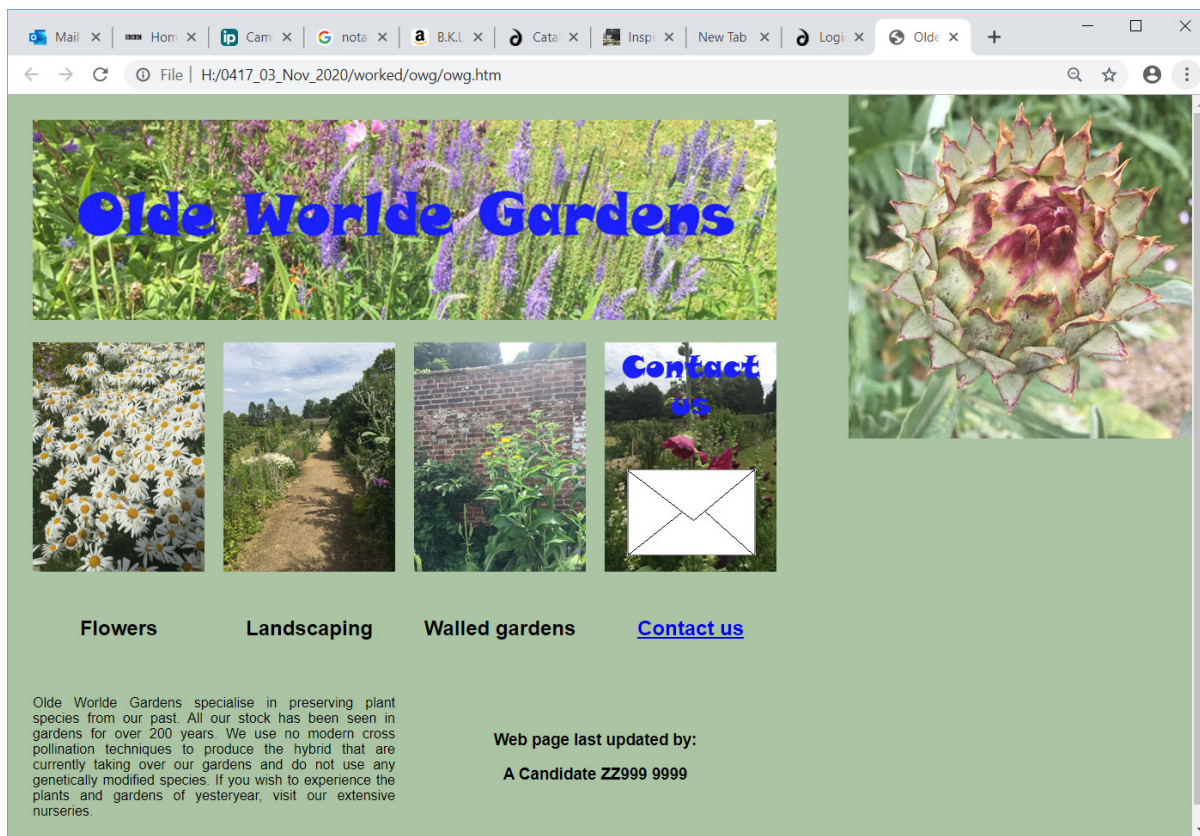 Mail
Hom
Cam
nota
B.K.L
Cata
Inspi
New Tab
Logi
Olde
File H:/0417_03_Nov_2020/worked/owg/owg.htm
Olde Worlde Gardens
Contact
us
Flowers Landscaping Walled gardens Contact us
Olde Worlde Gardens specialise in preserving plant
species from our past. All our stock has been seen in
gardens for over 200 years. We use no modern cross
pollination techniques to produce the hybrid that are
currently taking over our gardens and do not use any
genetically modified species. If you wish to experience the
plants and gardens of yesteryear, visit our extensive
nurseries.
Web page last updated by:
A Candidate ZZ999 9999